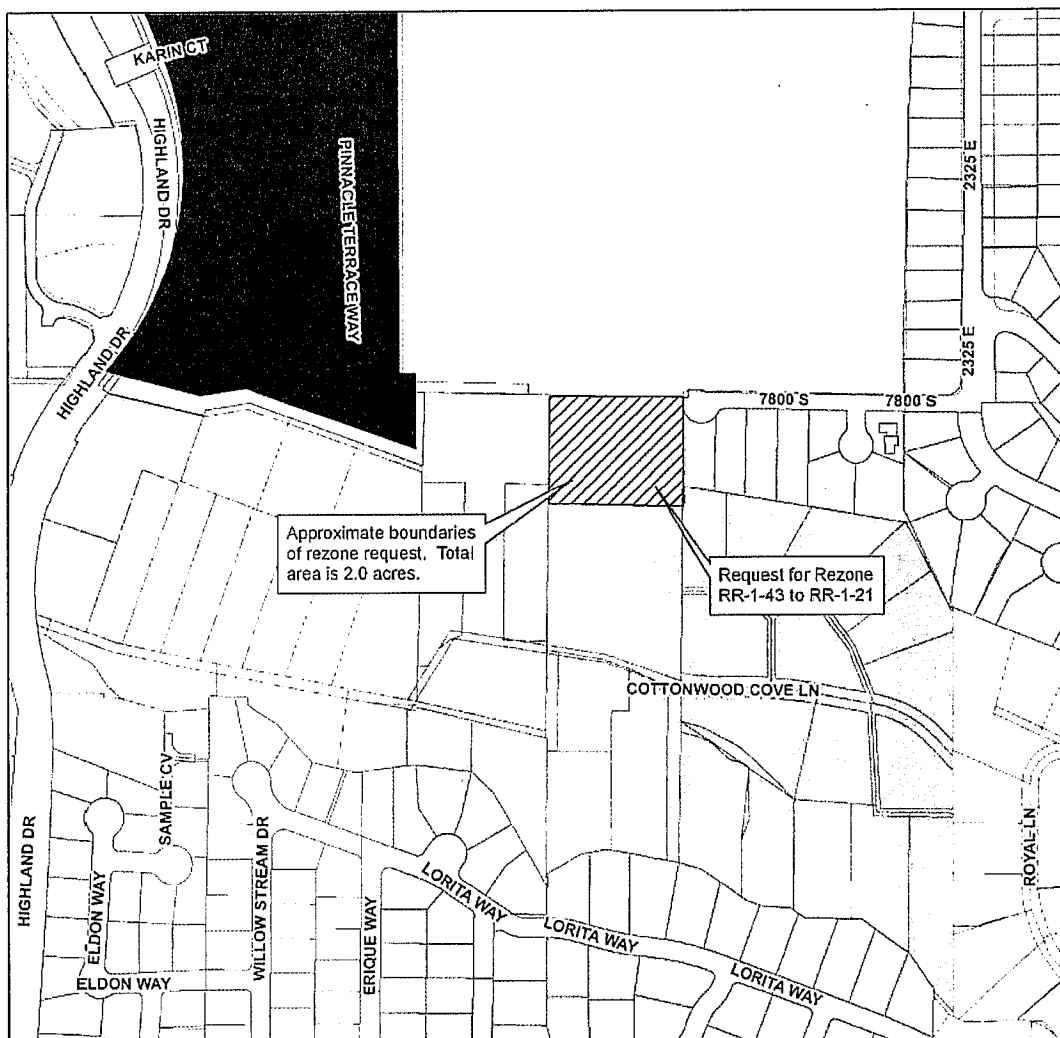 KARIN CT
HIGHLAND DR
PINNACLE TERRACE WAY
2325 E
HIGHLAND DR
2325 E
7800 S
7800 S
Approximate boundaries
of rezone request. Total
area is 2.0 acres.
Request for Rezone
RR-1-43 to RR-1-21
COTTONWOOD COVE LN
SAMPLE CV
HIGHLAND DR
ELDON WAY
WILLOW STREAM DR
ERIQUE WAY
LORITA WAY
LORITA WAY
LORITA WAY
ROYAL LN
ELDON WAY